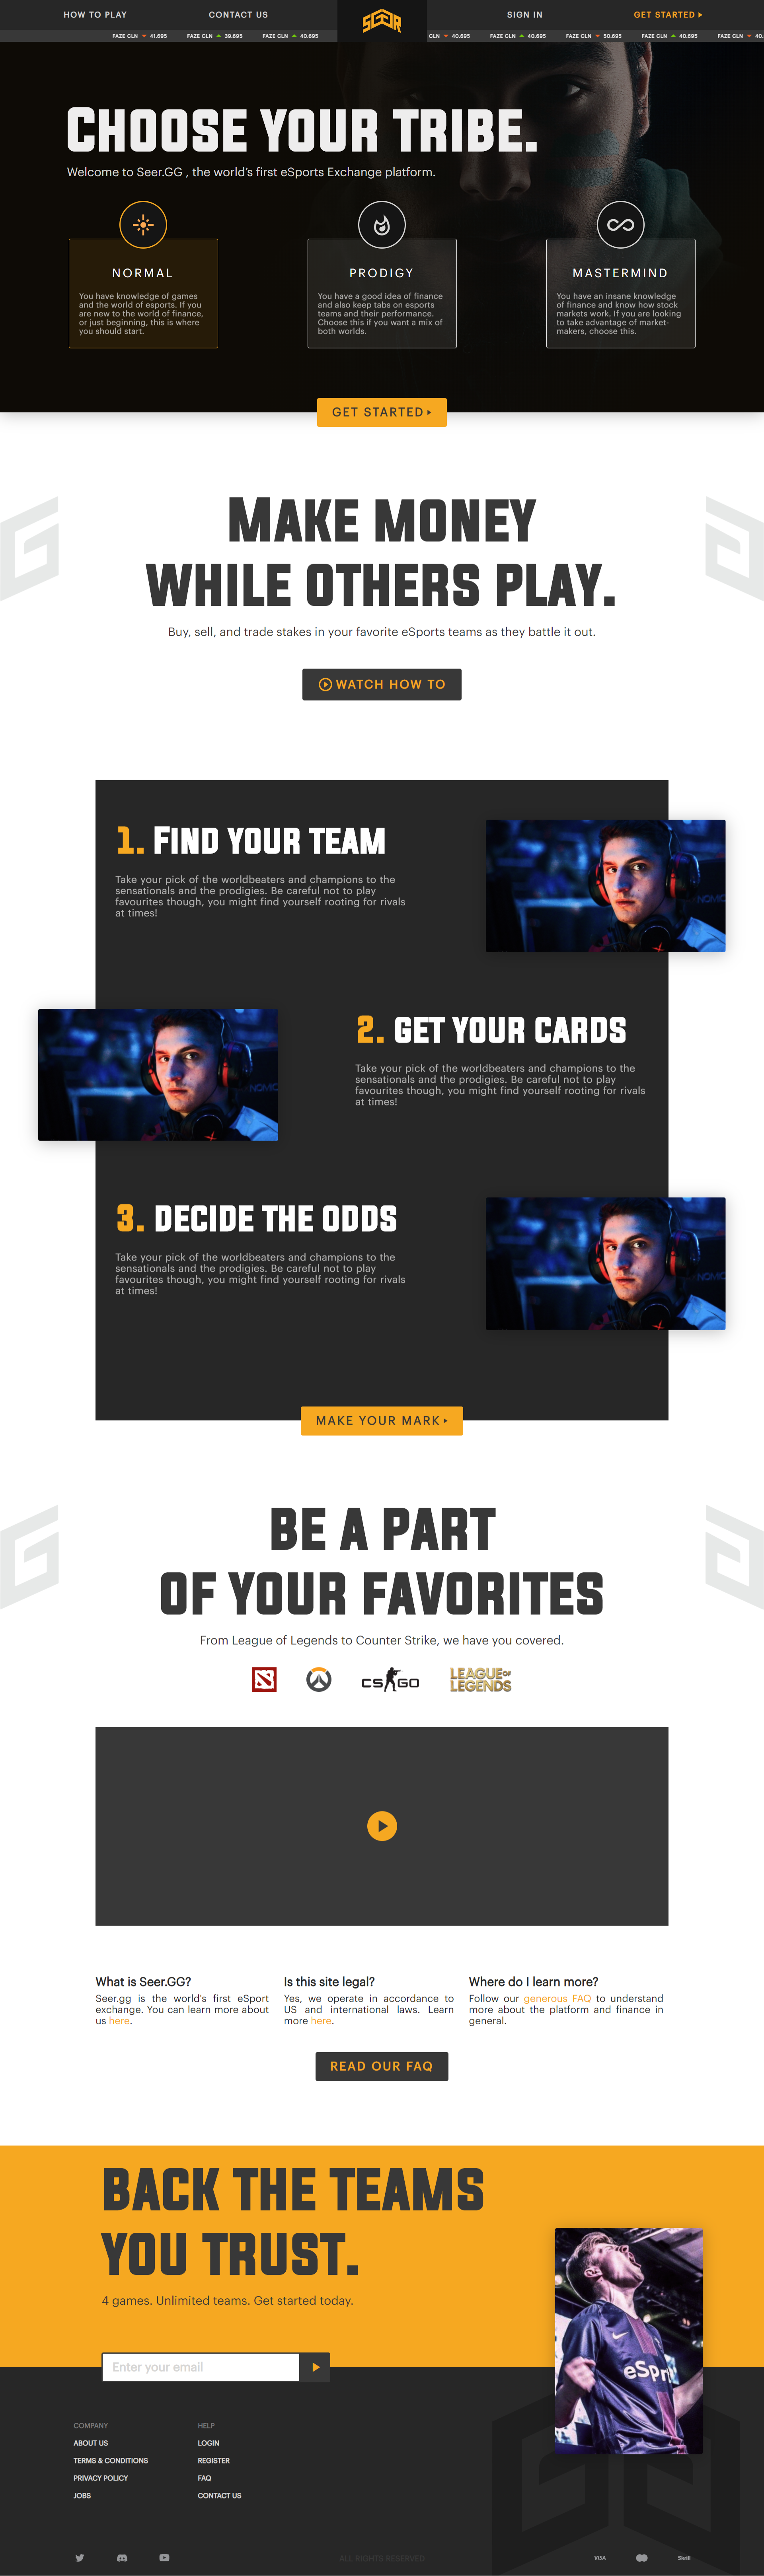 HOW TO PLAY
CONTACT US
SEER
SIGN IN
GET STARTED
FAZE CLN 41.695
FAZE CLN 39.695
FAZE CLN 40.695
CLN 40.695
FAZE CLN 40.695
FAZE CLN 50.695
FAZE CLN 40.695
FAZE CLN 40.
CHOOSE YOUR TRIBE.
Welcome to Seer.GG , the world's first eSports Exchange platform.
NORMAL
You have knowledge of games
and the world of esports. If you
are new to the world of finance,
or just beginning, this is where
you should start.
PRODIGY
You have a good idea of finance
and also keep tabs on esports
teams and their performance.
Choose this if you want a mix of
both worlds.
MASTERMIND
You have an insane knowledge
of finance and know how stock
markets work. If you are looking
to take advantage of market-
makers, choose this.
GET STARTED
MAKE MONEY
WHILE OTHERS PLAY.
Buy, sell, and trade stakes in your favorite eSports teams as they battle it out.
WATCH HOW TO
1. FIND YOUR TEAM
Take your pick of the worldbeaters and champions to the
sensationals and the prodigies. Be careful not to play
favourites though, you might find yourself rooting for rivals
at times!
2. GET YOUR CARDS
Take your pick of the worldbeaters and champions to the
sensationals and the prodigies. Be careful not to play
favourites though, you might find yourself rooting for rivals
at times!
3. DECIDE THE ODDS
Take your pick of the worldbeaters and champions to the
sensationals and the prodigies. Be careful not to play
favourites though, you might find yourself rooting for rivals
at times!
MAKE YOUR MARK
BE A PART
OF YOUR FAVORITES
From League of Legends to Counter Strike, we have you covered.
CS GO
LEAGUE OF
LEGENDS
What is Seer.GG?
Seer.gg is the world's first eSport
exchange. You can learn more about
us here.
Is this site legal?
Yes, we operate in accordance to
US and international laws. Learn
more here.
Where do I learn more?
Follow our generous FAQ to understand
more about the platform and finance in
general.
READ OUR FAQ
BACK THE TEAMS
YOU TRUST.
4 games. Unlimited teams. Get started today.
Enter your email
eSpr
COMPANY
ABOUT US
TERMS & CONDITIONS
PRIVACY POLICY
JOBS
HELP
LOGIN
REGISTER
FAQ
CONTACT US
ALL RIGHTS RESERVED
VISA
Skrill